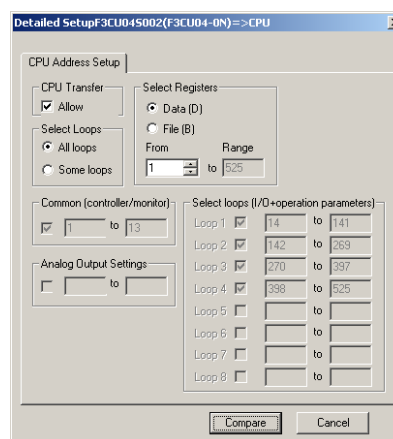 Detailed SetupF3CU04S002(F3CU04-0N)=>CPU
CPU Address Setup
CPU Transfer
Allow
Select Loops
All loops
Some loops
Select Registers
Data (D)
File (B)
From Range
1 to 525
Common (controller/monitor)
1 to 13
Analog Output Settings
to
Select loops (I/O+operation parameters)
Loop 1 14 to 141
Loop 2 142 to 269
Loop 3 270 to 397
Loop 4 398 to 525
Loop 5 to
Loop 6 to
Loop 7 to
Loop 8 to
Compare Cancel